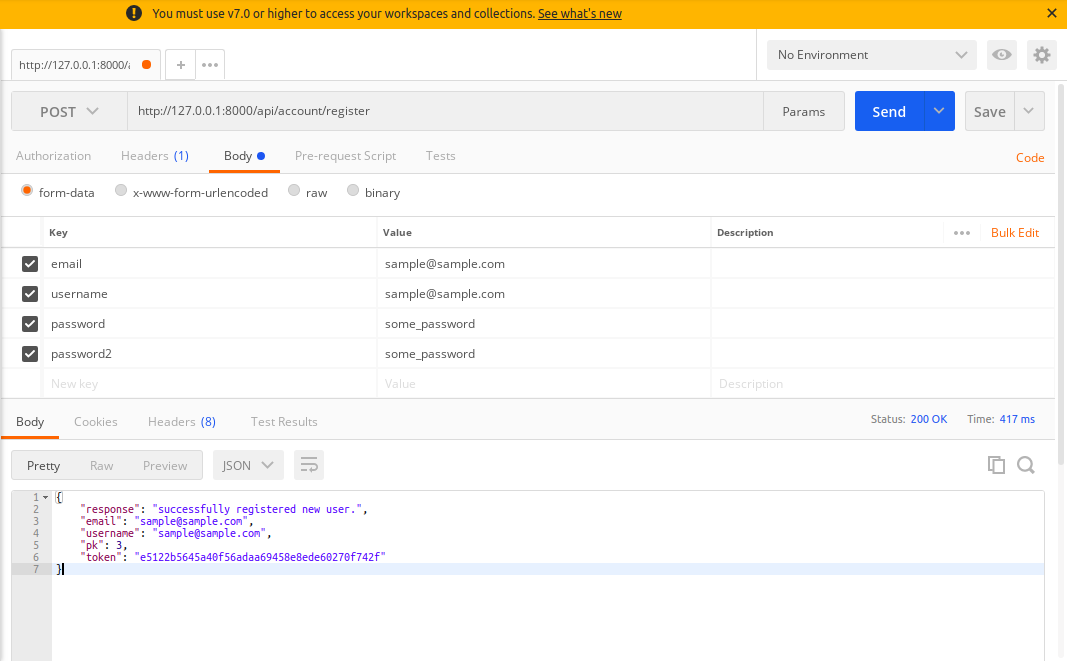 You must use v7.0 or higher to access your workspaces and collections. See what's new
No Environment
http://127.0.0.1:8000/a
POST http://127.0.0.1:8000/api/account/register Params Send Save
Authorization Headers (1) Body Pre-request Script Tests Code
form-data x-www-form-urlencoded raw binary
Key Value Description Bulk Edit
email sample@sample.com
username sample@sample.com
password some_password
password2 some_password
New key Value Description
Body Cookies Headers (8) Test Results Status: 200 OK Time: 417 ms
Pretty Raw Preview JSON
1 {
2 "response": "successfully registered new user.",
3 "email": "sample@sample.com",
4 "username": "sample@sample.com",
5 "pk": 3,
6 "token": "e5122b5645a40f56adaa69458e8ede60270f742f"
7 }